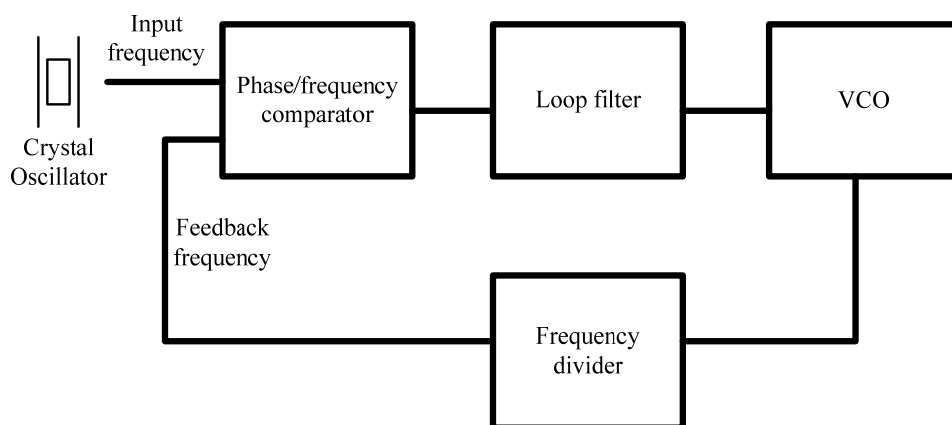 Input
frequency
Phase/frequency
comparator
Loop filter
VCO
Crystal
Oscillator
Feedback
frequency
Frequency
divider